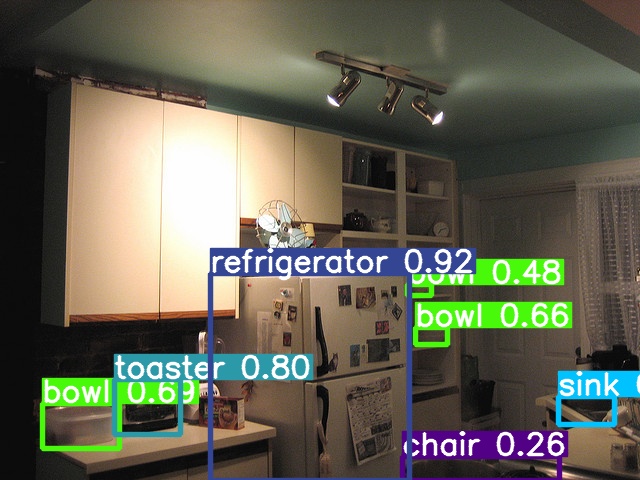 refrigerator 0.92
bowl 0.48
bowl 0.66
toaster 0.80
sink
bowl 0.69
chair 0.26